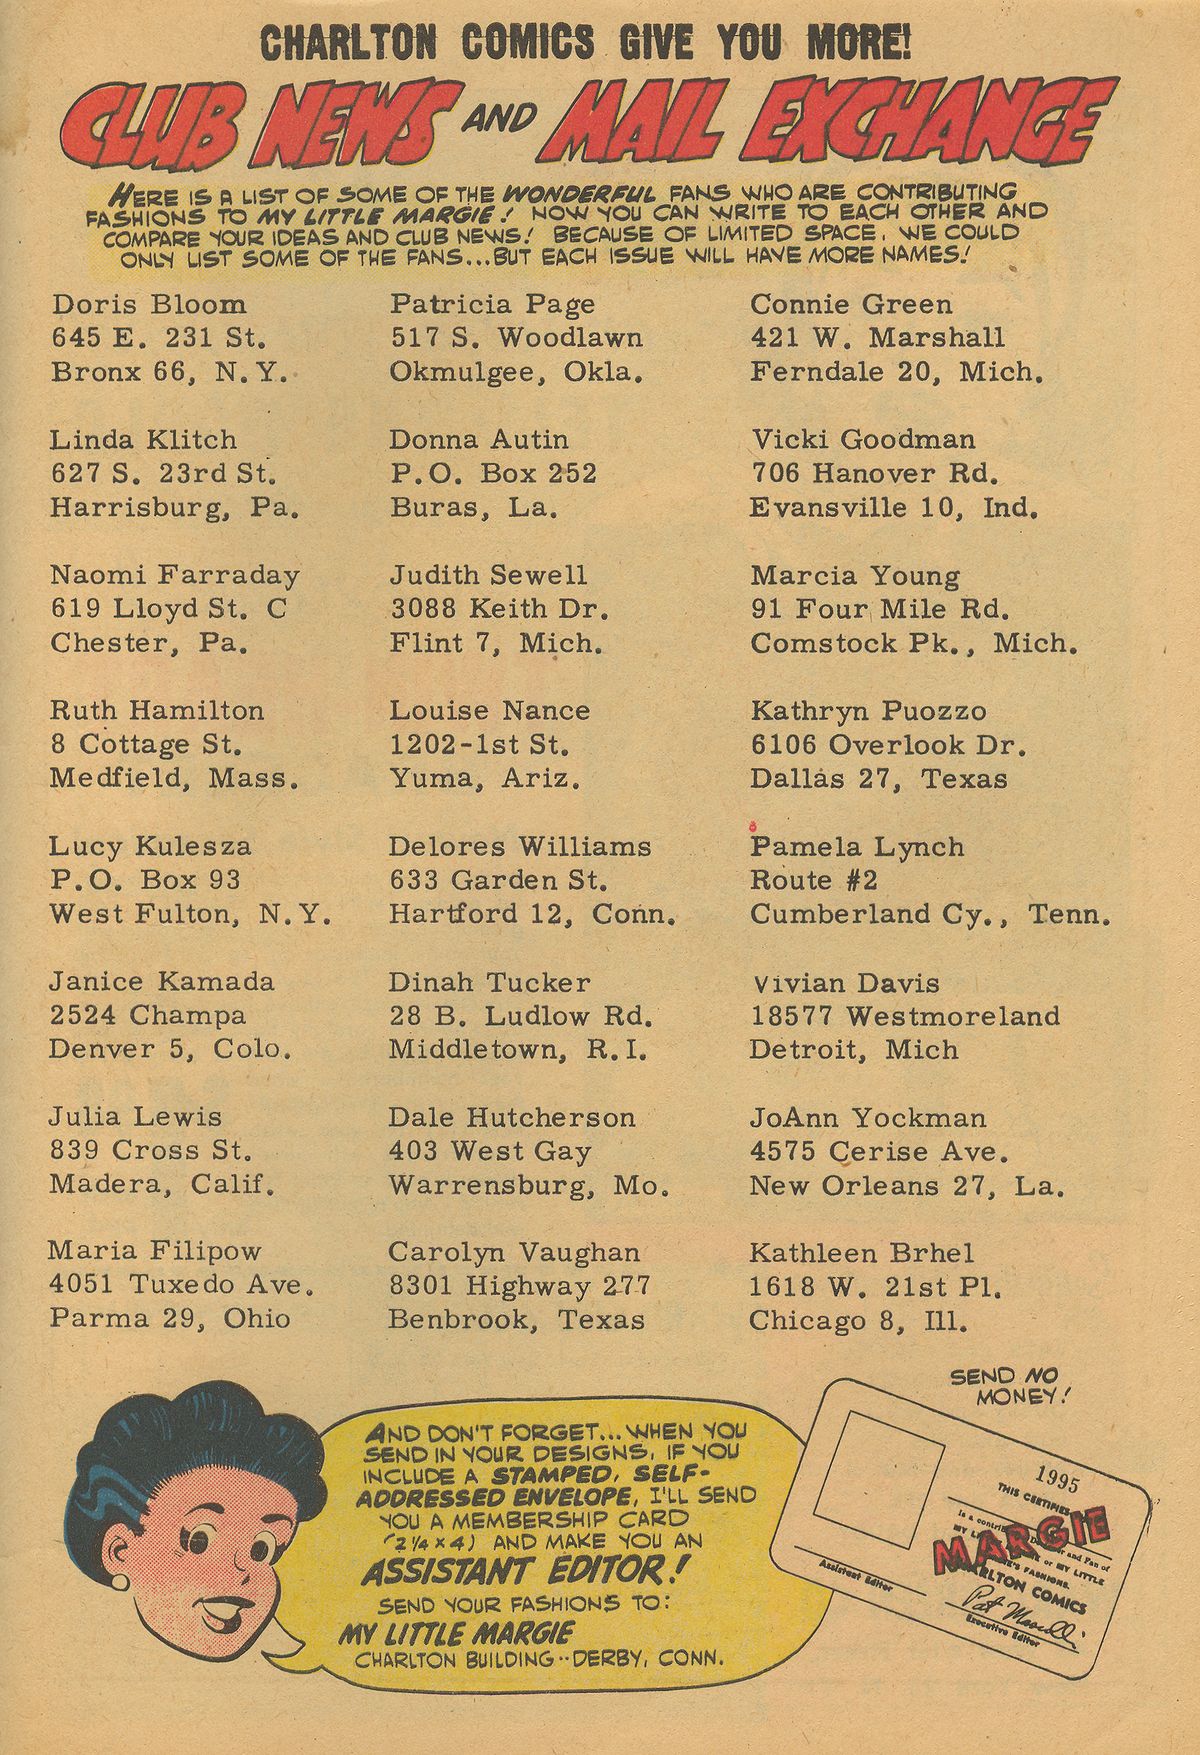 CHARLTON COMICS GIVE YOU MORE!
CLUB NEWS AND MAIL EXCHANGE
HERE IS A LIST OF SOME OF THE WONDERFUL FANS WHO ARE CONTRIBUTING
FASHIONS TO MY LITTLE MARGIE! NOW YOU CAN WRITE TO EACH OTHER AND
COMPARE YOUR IDEAS AND CLUB NEWS! BECAUSE OF LIMITED SPACE, WE COULD
ONLY LIST SOME OF THE FANS...BUT EACH ISSUE WILL HAVE MORE NAMES!
Doris Bloom
645 E. 231 St.
Bronx 66, N.Y.
Linda Klitch
627 S. 23rd St.
Harrisburg, Pa.
Naomi Farraday
619 Lloyd St. C
Chester, Pa.
Ruth Hamilton
8 Cottage St.
Medfield, Mass.
Lucy Kulesza
P.O. Box 93
West Fulton, N.Y.
Janice Kamada
2524 Champa
Denver 5, Colo.
Julia Lewis
839 Cross St.
Madera, Calif.
Maria Filipow
4051 Tuxedo Ave.
Parma 29, Ohio
Patricia Page
517 S. Woodlawn
Okmulgee, Okla.
Donna Autin
P.O. Box 252
Buras, La.
Judith Sewell
3088 Keith Dr.
Flint 7, Mich.
Louise Nance
1202-1st St.
Yuma, Ariz.
Delores Williams
633 Garden St.
Hartford 12, Conn.
Dinah Tucker
28 B. Ludlow Rd.
Middletown, R.I.
Dale Hutcherson
403 West Gay
Warrensburg, Mo.
Carolyn Vaughan
8301 Highway 277
Benbrook, Texas
Connie Green
421 W. Marshall
Ferndale 20, Mich.
Vicki Goodman
706 Hanover Rd.
Evansville 10, Ind.
Marcia Young
91 Four Mile Rd.
Comstock Pk., Mich.
Kathryn Puozzo
6106 Overlook Dr.
Dallas 27, Texas
Pamela Lynch
Route #2
Cumberland Cy., Tenn.
Vivian Davis
18577 Westmoreland
Detroit, Mich
JoAnn Yockman
4575 Cerise Ave.
New Orleans 27, La.
Kathleen Brhel
1618 W. 21st Pl.
Chicago 8, Ill.
AND DON'T FORGET...WHEN YOU
SEND IN YOUR DESIGNS, IF YOU
INCLUDE A STAMPED, SELF-
ADDRESSED ENVELOPE, I'LL SEND
YOU A MEMBERSHIP CARD
(2 1/4 x 4) AND MAKE YOU AN
ASSISTANT EDITOR!
SEND YOUR FASHIONS TO:
MY LITTLE MARGIE
CHARLTON BUILDING--DERBY, CONN.
SEND NO
MONEY!
1995
THIS CERTIFIES
Is a and Fan of
MY or MY LITTLE
FASHIONS.
MARGIE
CHARLTON COMICS
Assistant Editor
Executive Editor